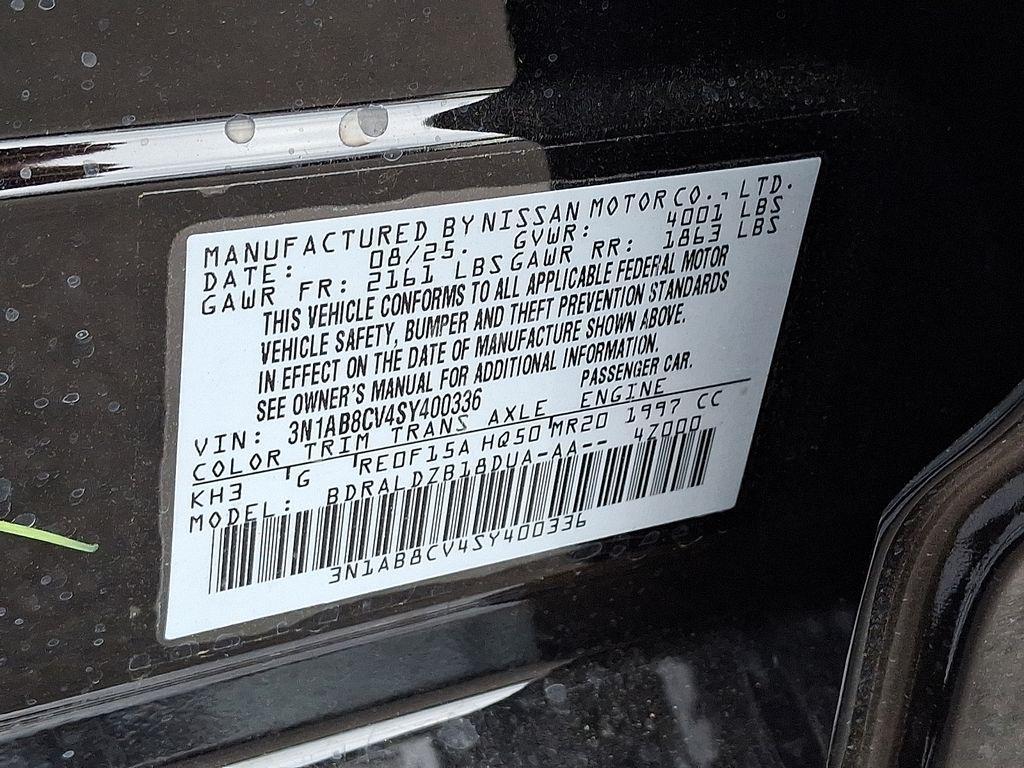 MANUFACTURED BY NISSAN MOTOR CO., LTD.
DATE: 08/25. GVWR: 4001 LBS
GAWR FR: 2161 LBS GAWR RR: 1863 LBS
THIS VEHICLE CONFORMS TO ALL APPLICABLE FEDERAL MOTOR
VEHICLE SAFETY, BUMPER AND THEFT PREVENTION STANDARDS
IN EFFECT ON THE DATE OF MANUFACTURE SHOWN ABOVE.
SEE OWNER'S MANUAL FOR ADDITIONAL INFORMATION.
VIN: 3N1AB8CV4SY400336 PASSENGER CAR.
COLOR TRIM TRANS AXLE ENGINE
KH3 G RE0F15A HQ50 MR20 1997 CC
MODEL: BDRALDZB18DUA-AA-- 47000
3N1AB8CV4SY400336